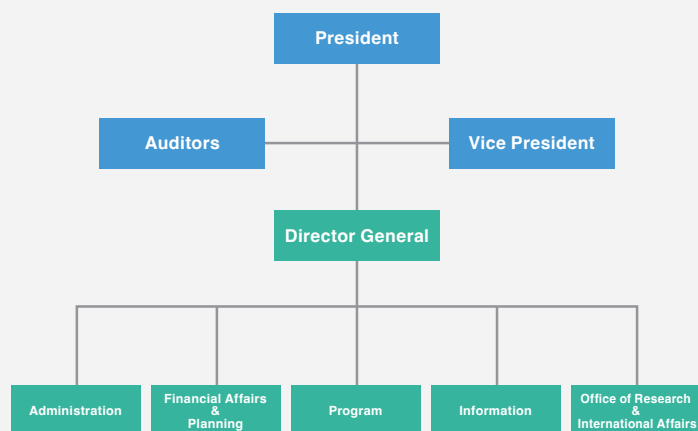 President
Auditors
Vice President
Director General
Administration
Financial Affairs
&
Planning
Program
Information
Office of Research
&
International Affairs